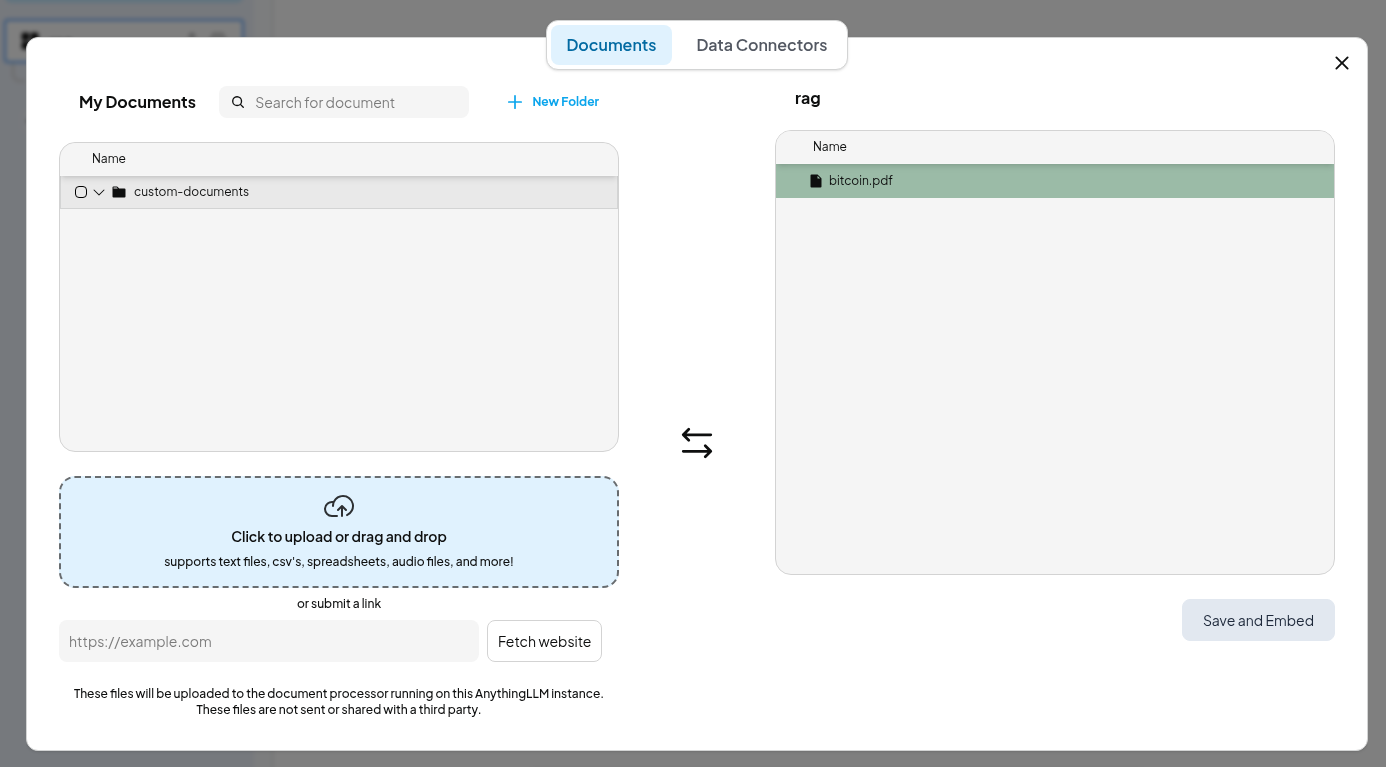 Documents
Data Connectors
My Documents
Search for document
New Folder
Name
custom-documents
Click to upload or drag and drop
supports text files, csv's, spreadsheets, audio files, and more!
or submit a link
https://example.com
Fetch website
These files will be uploaded to the document processor running on this AnythingLLM instance.
These files are not sent or shared with a third party.
rag
Name
bitcoin.pdf
Save and Embed